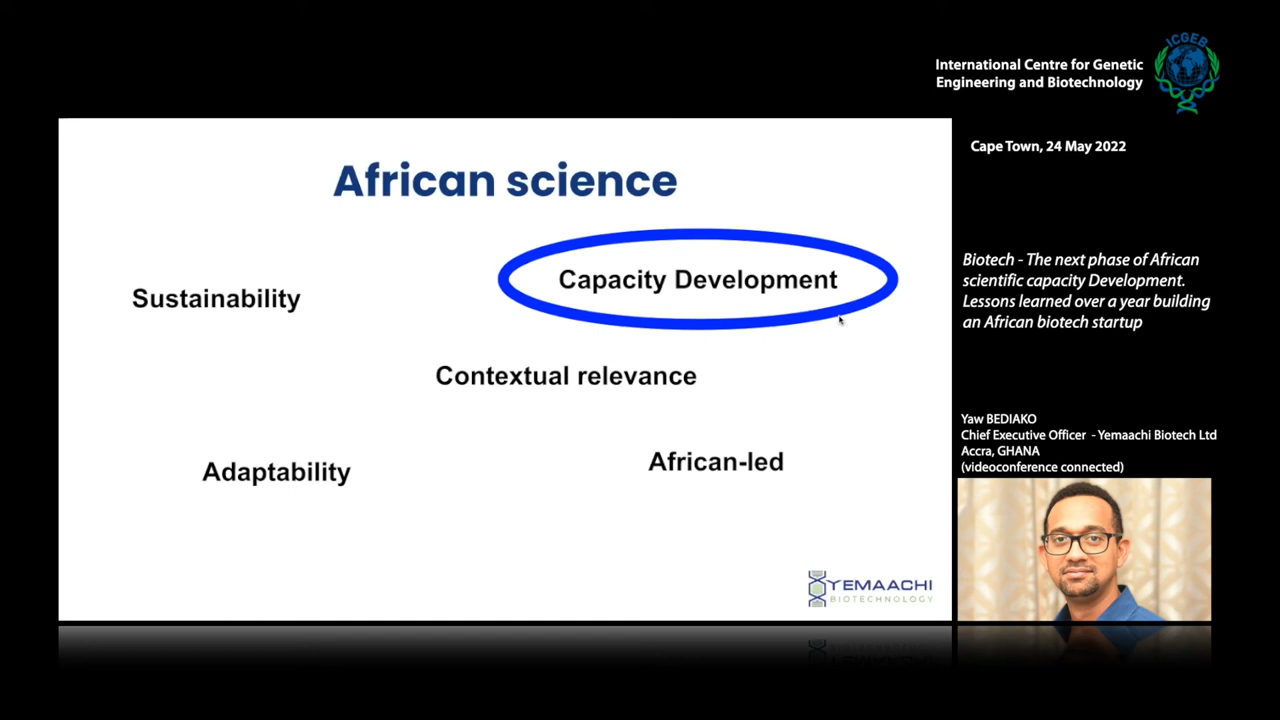 ICGEB
International Centre for Genetic
Engineering and Biotechnology
Cape Town, 24 May 2022
African science
Capacity Development
Sustainability
Contextual relevance
African-led
Adaptability
YEMAACHI
BIOTECHNOLOGY
Biotech - The next phase of African
scientific capacity Development.
Lessons learned over a year building
an African biotech startup
Yaw BEDIAKO
Chief Executive Officer - Yemaachi Biotech Ltd
Accra, GHANA
(videoconference connected)